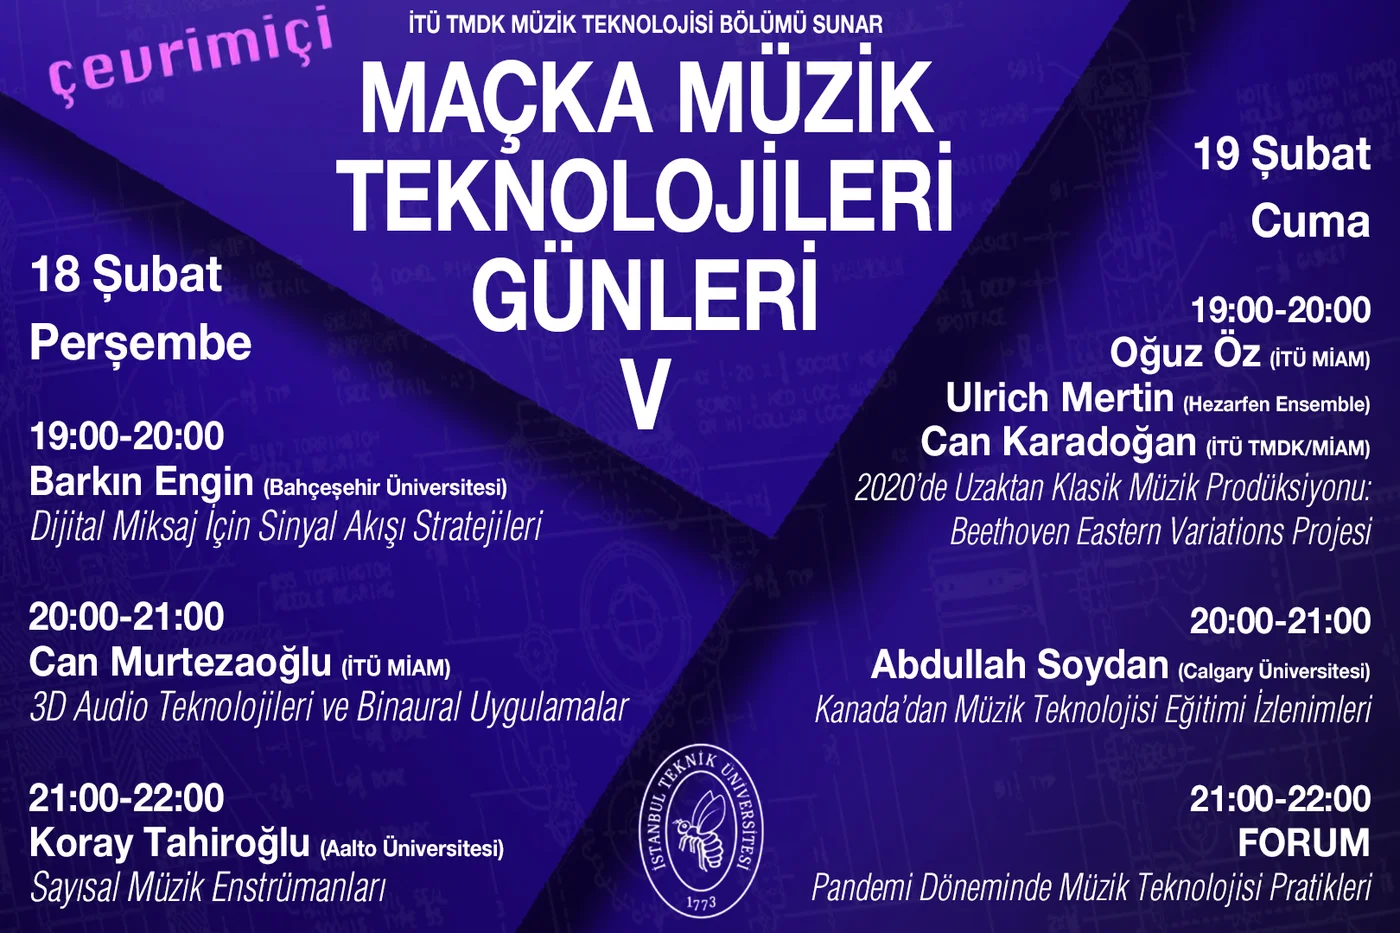 çevrimiçi
İTÜ TMDK MÜZİK TEKNOLOJİSİ BÖLÜMÜ SUNAR
MAÇKA MÜZİK
TEKNOLOJİLERİ
GÜNLERİ
V
18 Şubat
Perşembe
19:00-20:00
Barkın Engin (Bahçeşehir Üniversitesi)
Dijital Miksaj İçin Sinyal Akışı Stratejileri
20:00-21:00
Can Murtezaoğlu (İTÜ MİAM)
3D Audio Teknolojileri ve Binaural Uygulamalar
21:00-22:00
Koray Tahiroğlu (Aalto Üniversitesi)
Sayısal Müzik Enstrümanları
19 Şubat
Cuma
19:00-20:00
Oğuz Öz (İTÜ MİAM)
Ulrich Mertin (Hezarfen Ensemble)
Can Karadoğan (İTÜ TMDK/MİAM)
2020’de Uzaktan Klasik Müzik Prodüksiyonu:
Beethoven Eastern Variations Projesi
20:00-21:00
Abdullah Soydan (Calgary Üniversitesi)
Kanada’dan Müzik Teknolojisi Eğitimi İzlenimleri
21:00-22:00
FORUM
Pandemi Döneminde Müzik Teknolojisi Pratikleri
İSTANBUL TEKNİK ÜNİVERSİTESİ
1773